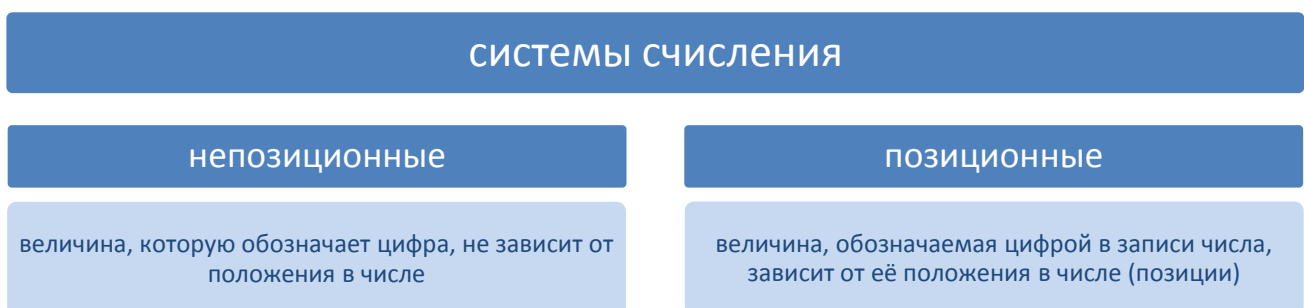 системы счисления
непозиционные
величина, которую обозначает цифра, не зависит от
положения в числе
позиционные
величина, обозначаемая цифрой в записи числа,
зависит от её положения в числе (позиции)